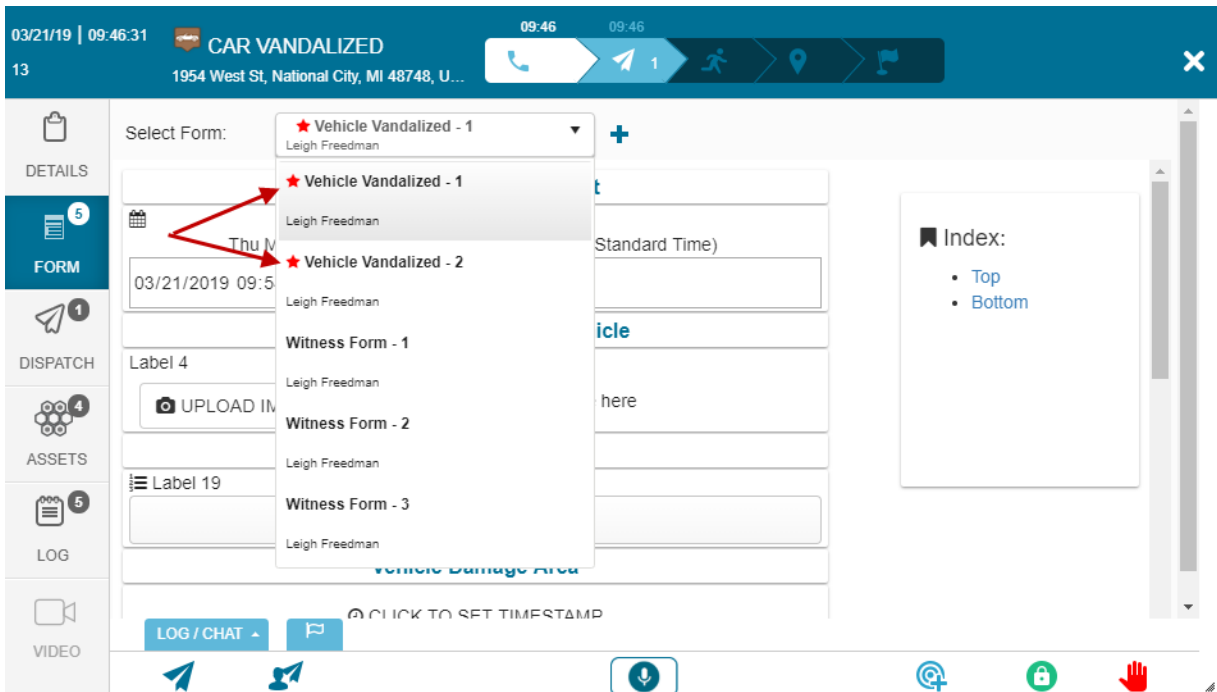 03/21/19 | 09:46:31
13
CAR VANDALIZED
1954 West St, National City, MI 48748, U...
09:46
09:46
1
DETAILS
5
FORM
1
DISPATCH
4
ASSETS
5
LOG
VIDEO
Select Form:
Vehicle Vandalized - 1
Leigh Freedman
Vehicle Vandalized - 1
Leigh Freedman
Vehicle Vandalized - 2
Leigh Freedman
Witness Form - 1
Leigh Freedman
Witness Form - 2
Leigh Freedman
Witness Form - 3
Leigh Freedman
t
Thu M
Standard Time)
03/21/2019 09:5
icle
Label 4
UPLOAD IM
here
Label 19
Vehicle Damage Area
CLICK TO SET TIMESTAMP
Index:
Top
Bottom
LOG / CHAT